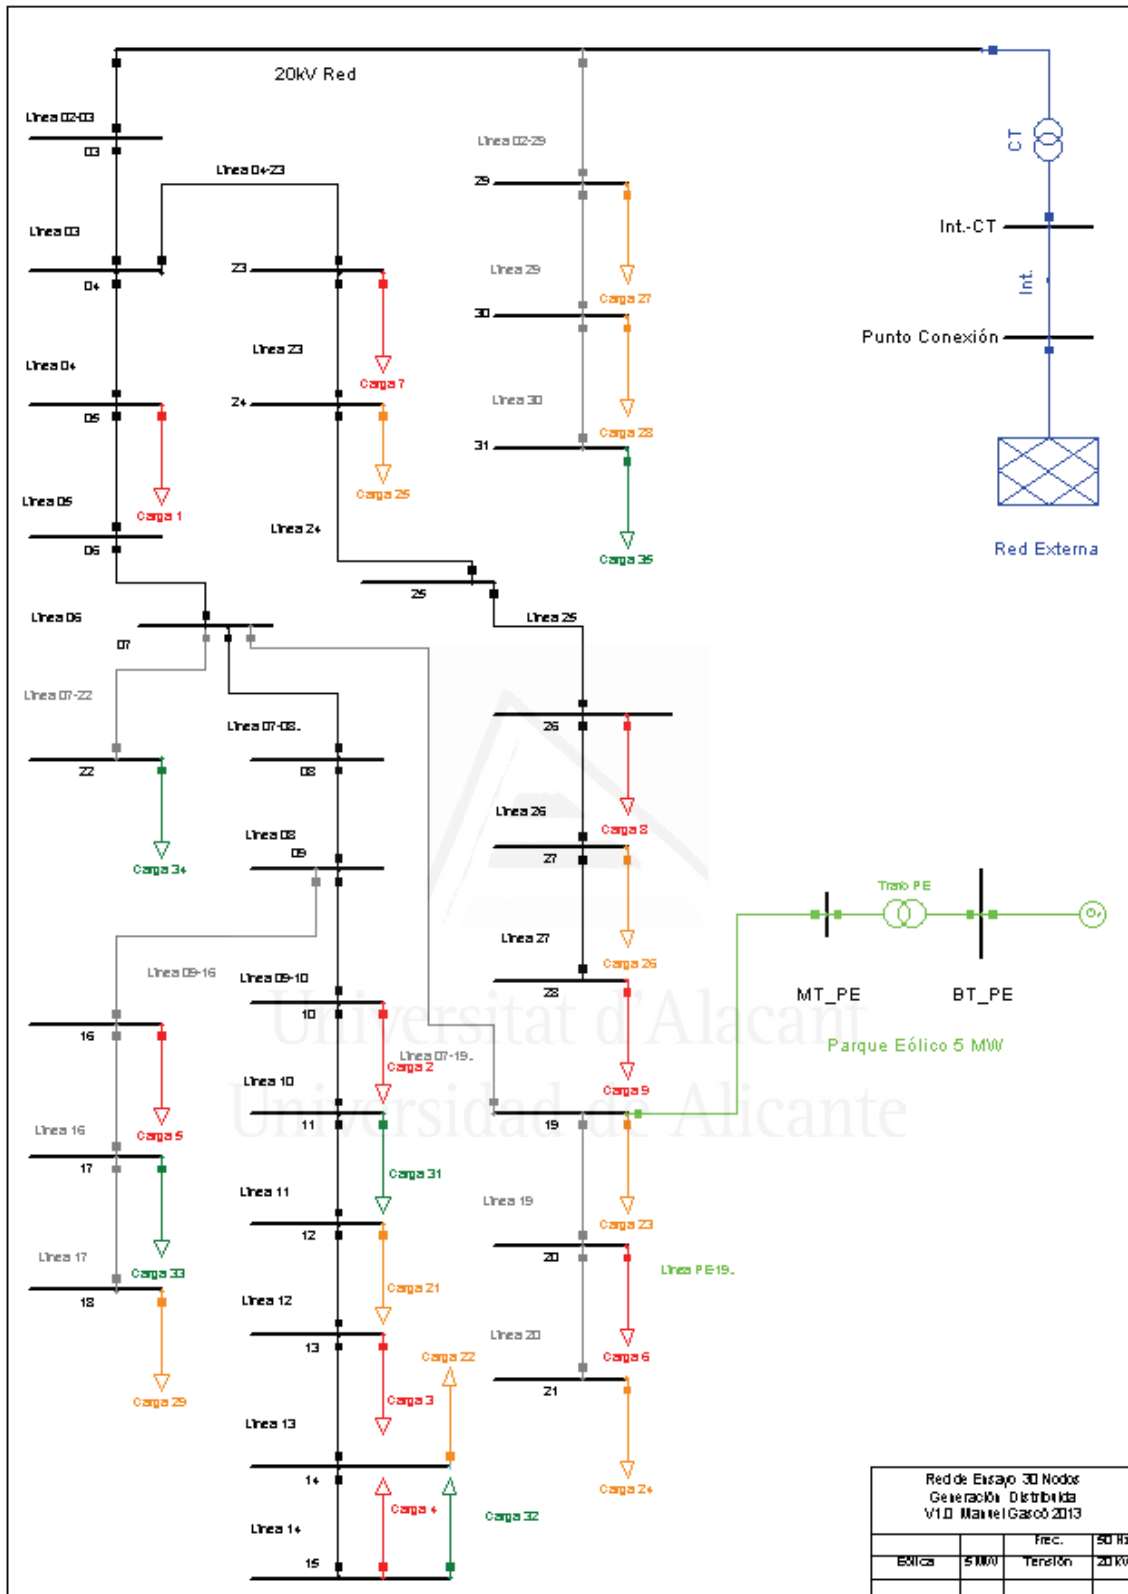 20kV Red
Línea 02-03
03
Línea 04-23
Línea 02-29
29
CT
Int.-CT
Línea 03
04
23
Línea 29
Carga 27
30
Int.
Punto Conexión
Línea 04
Línea 23
Carga 7
05
24
Línea 30
Carga 28
31
Línea 05
Carga 1
Carga 25
06
Línea 24
Carga 35
Red Externa
25
Línea 06
Línea 25
07
Línea 07-22
Línea 07-08.
26
22
08
Línea 08
Línea 26
Carga 8
09
27
Carga 34
Trafo PE
Línea 27
Carga 26
Línea 09-16
Línea 09-10
28
MT_PE
BT_PE
10
16
Universitat d'Alacant
Parque Eólico 5 MW
Línea 07-19.
Carga 2
Línea 10
Carga 9
Universidad de Alicante
11
19
Línea 16
Carga 5
17
Carga 31
Línea 11
Línea 19
Carga 23
12
20
Línea 17
Carga 33
Línea PE-19.
18
Carga 21
Línea 12
13
Línea 20
Carga 22
Carga 6
21
Carga 29
Carga 3
Línea 13
14
Carga 24
Carga 4
Carga 32
Línea 14
15
Red de Ensayo 30 Nodos
Generación Distribuida
V1.0 Manuel Gascó 2013
Frec. 50 Hz
Eólica 5 MW Tensión 20 kV